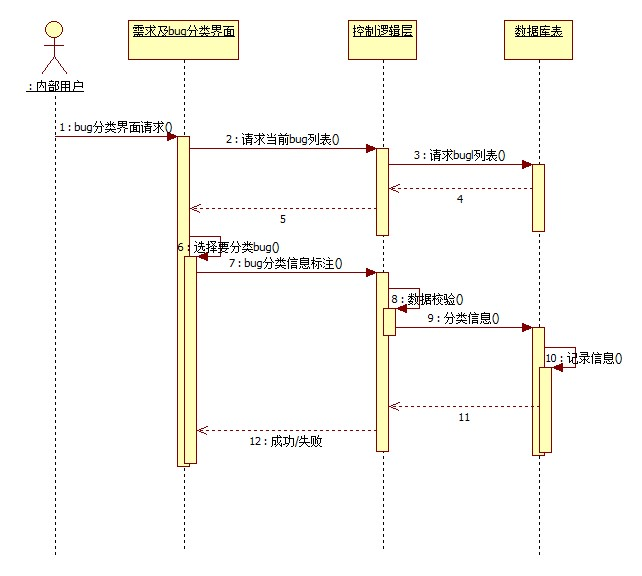 需求及bug分类界面
控制逻辑层
数据库表
: 内部用户
1 : bug分类界面请求()
2 : 请求当前bug列表()
3 : 请求bugl列表()
4
5
6 : 选择要分类bug()
7 : bug分类信息标注()
8 : 数据校验()
9 : 分类信息()
10 : 记录信息()
11
12 : 成功/失败